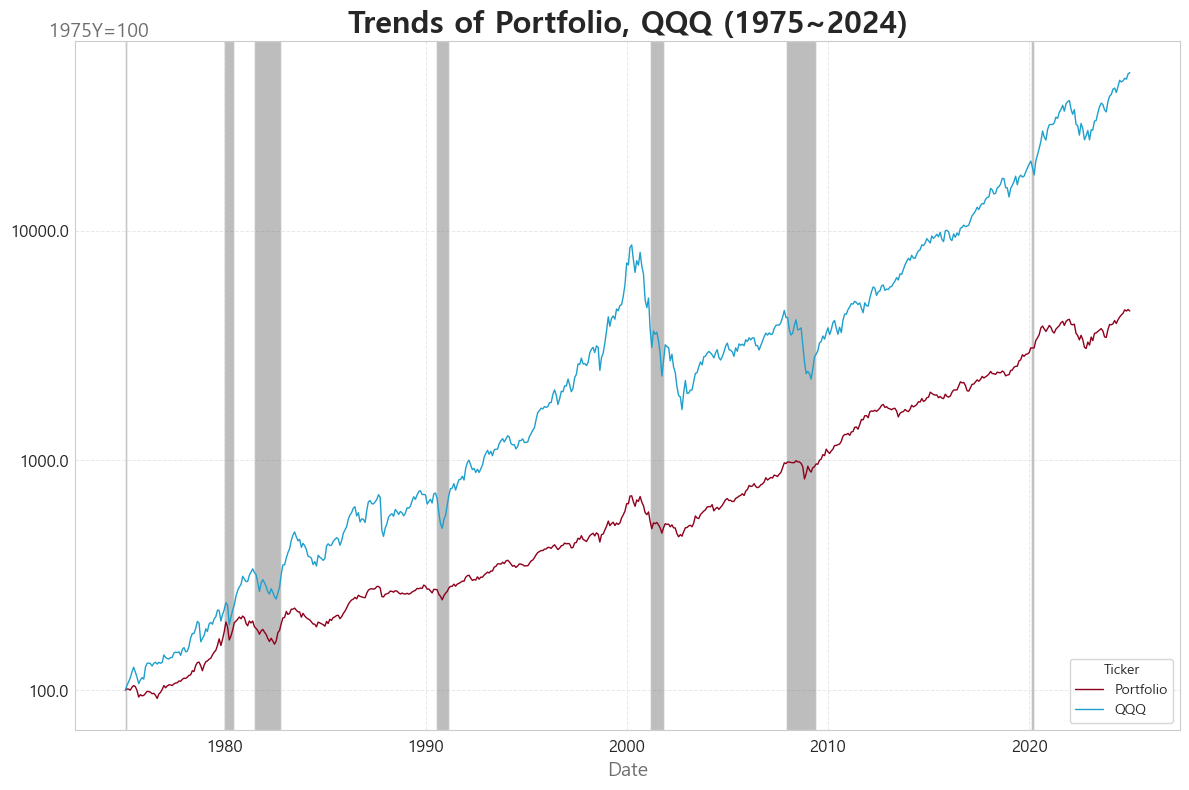 Trends of Portfolio, QQQ (1975~2024)
1975Y=100
10000.0
1000.0
100.0
Ticker
Portfolio
QQQ
1980 1990 2000 2010 2020
Date